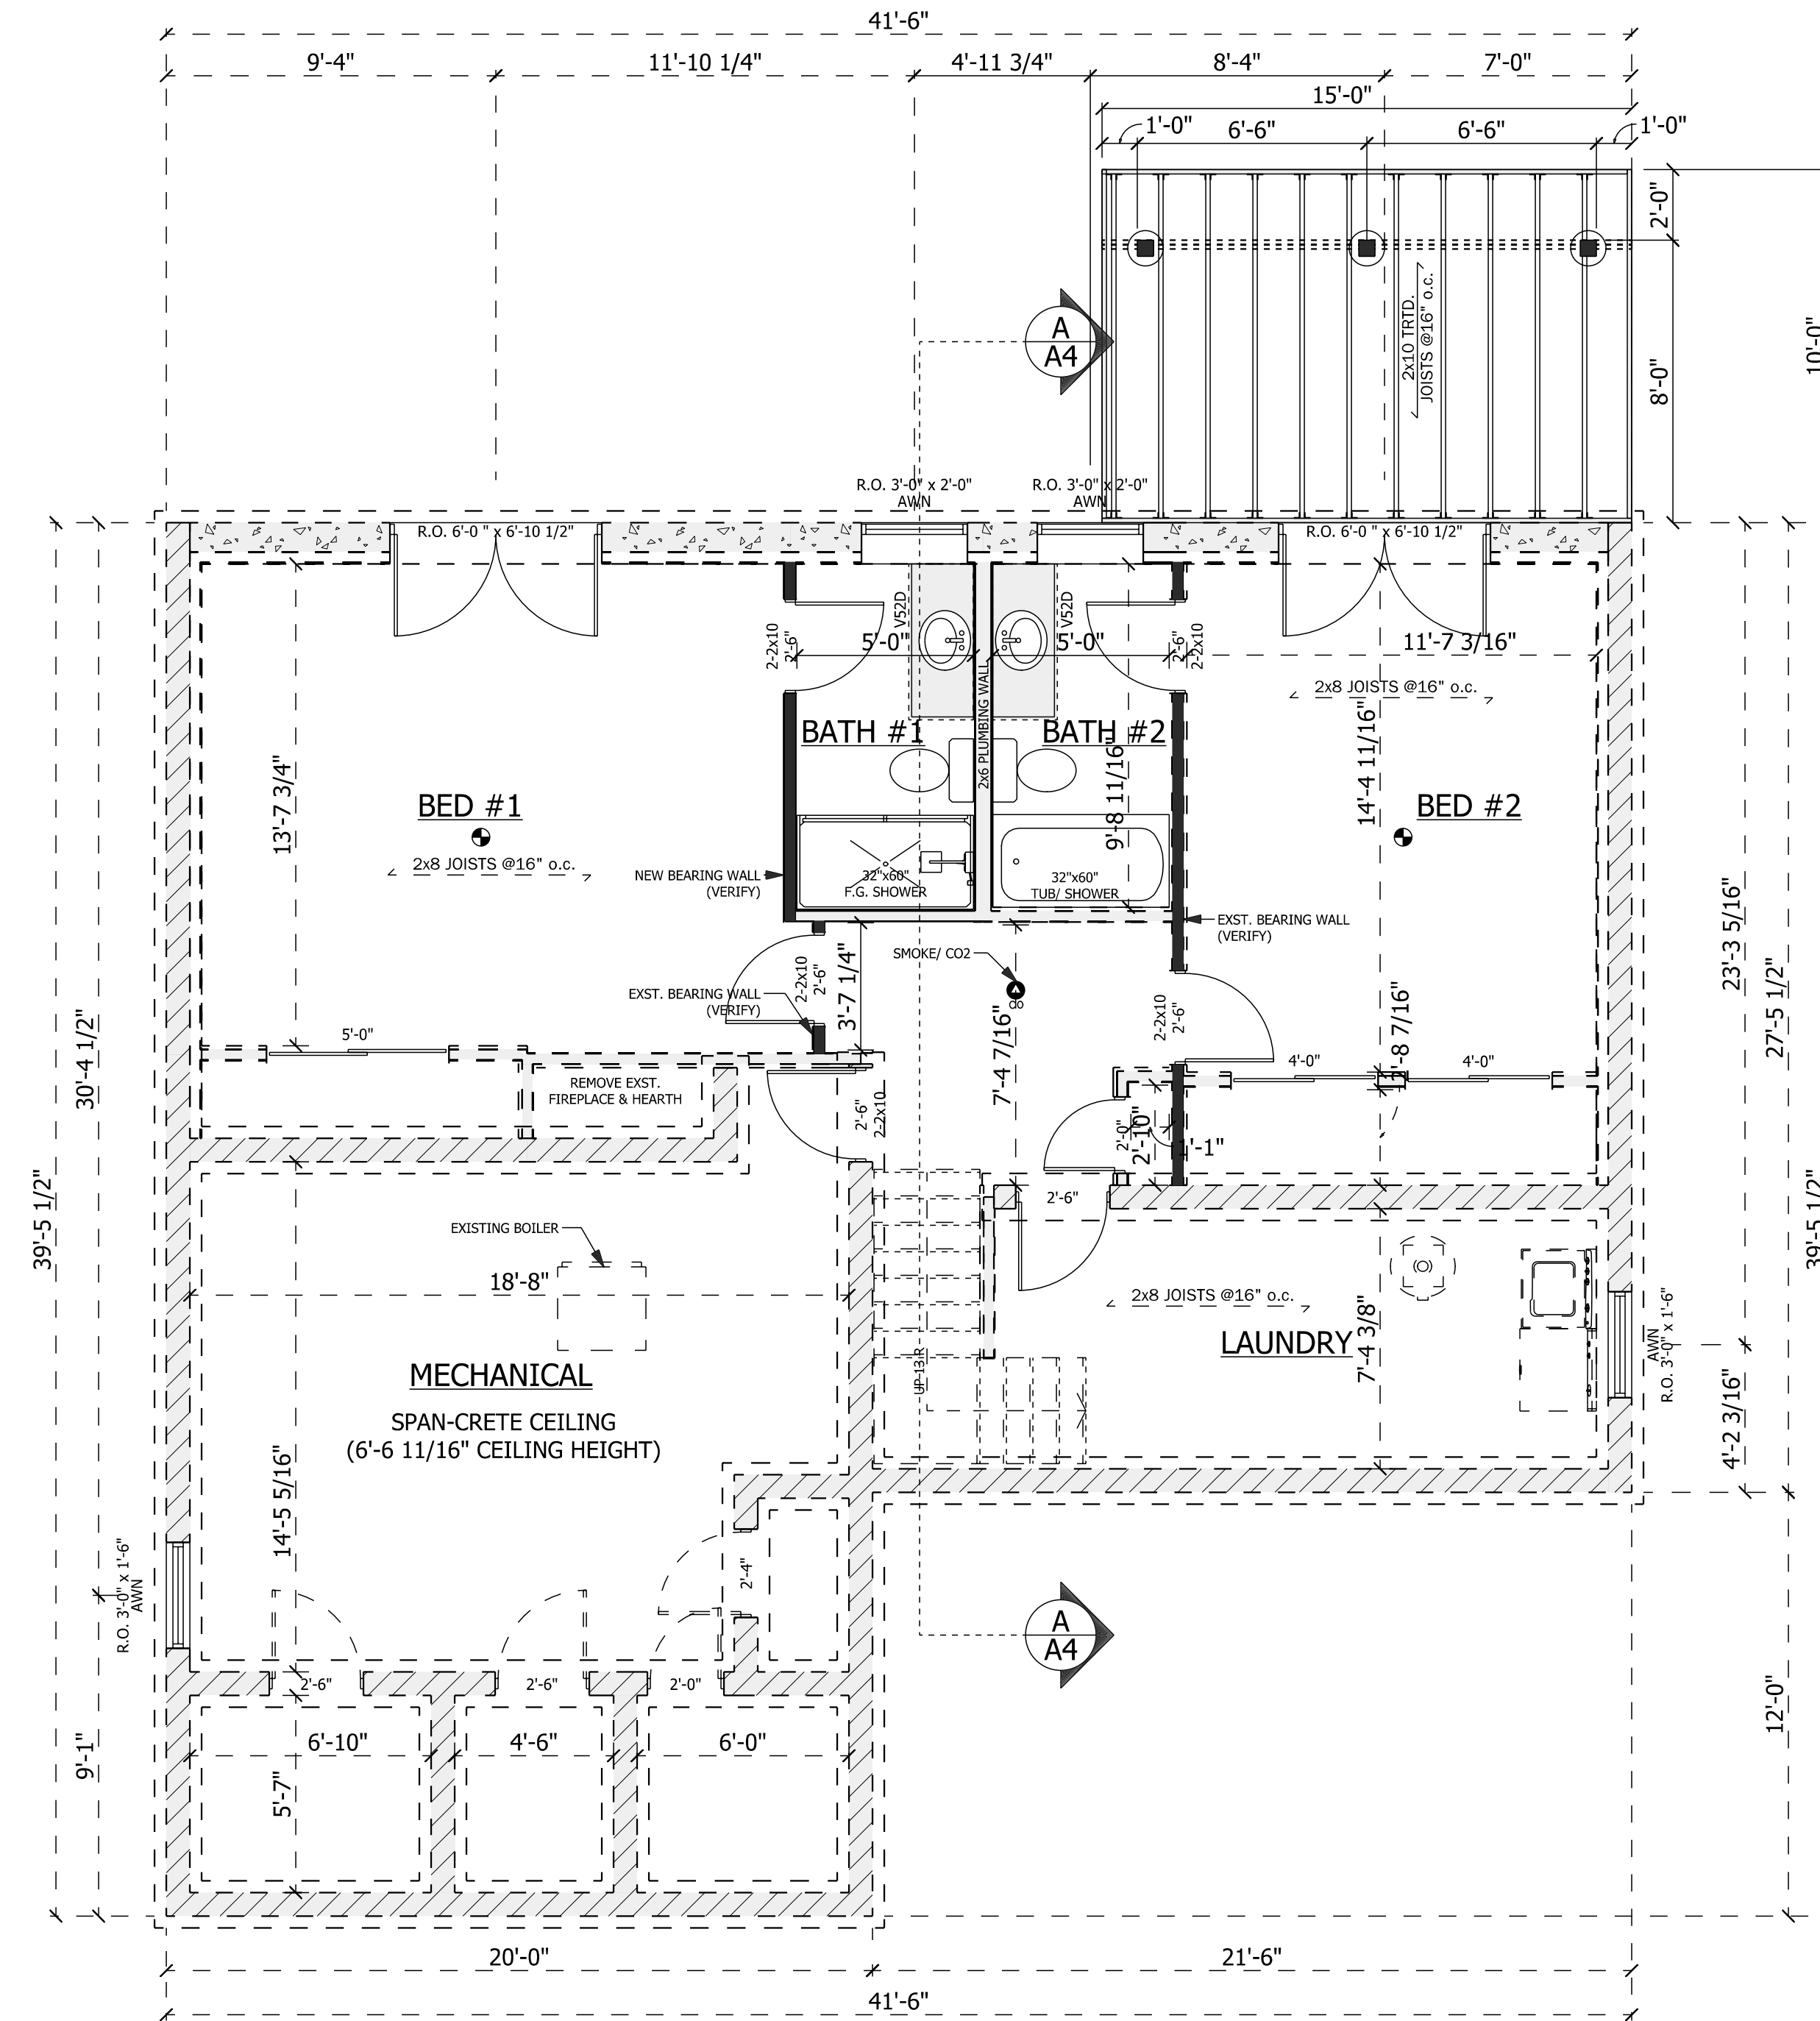 41'-6"
9'-4"
11'-10 1/4"
4'-11 3/4"
8'-4"
7'-0"
15'-0"
1'-0"
6'-6"
6'-6"
1'-0"
2'-0"
8'-0"
10'-0"
2x10 TRTD.
JOISTS @16" o.c.
A
A4
R.O. 3'-0" x 2'-0"
AWN
R.O. 3'-0" x 2'-0"
AWN
R.O. 6'-0 " x 6'-10 1/2"
R.O. 6'-0 " x 6'-10 1/2"
V52D
V52D
2-2x10
2'-6"
5'-0"
5'-0"
2'-6"
2-2x10
11'-7 3/16"
2x8 JOISTS @16" o.c.
2x6 PLUMBING WALL
BATH #1
BATH #2
13'-7 3/4"
9'-8 11/16"
14'-4 11/16"
BED #1
BED #2
2x8 JOISTS @16" o.c.
NEW BEARING WALL
(VERIFY)
32"x60"
F.G. SHOWER
32"x60"
TUB/ SHOWER
EXST. BEARING WALL
(VERIFY)
SMOKE/ CO2
EXST. BEARING WALL
(VERIFY)
2-2x10
2'-6"
3'-7 1/4"
7'-4 7/16"
2-2x10
2'-6"
23'-3 5/16"
27'-5 1/2"
30'-4 1/2"
39'-5 1/2"
39'-5 1/2"
5'-0"
4'-0"
4'-0"
REMOVE EXST.
FIREPLACE & HEARTH
2'-6"
2-2x10
2'-0"
2'-10"
1'-1"
2'-6"
EXISTING BOILER
18'-8"
2x8 JOISTS @16" o.c.
7'-4 3/8"
LAUNDRY
AWN
R.O. 3'-0" x 1'-6"
4'-2 3/16"
UP 13 R
MECHANICAL
SPAN-CRETE CEILING
(6'-6 11/16" CEILING HEIGHT)
14'-5 5/16"
R.O. 3'-0" x 1'-6"
AWN
2'-4"
A
A4
2'-6"
2'-6"
2'-0"
12'-0"
9'-1"
6'-10"
4'-6"
6'-0"
5'-7"
20'-0"
21'-6"
41'-6"